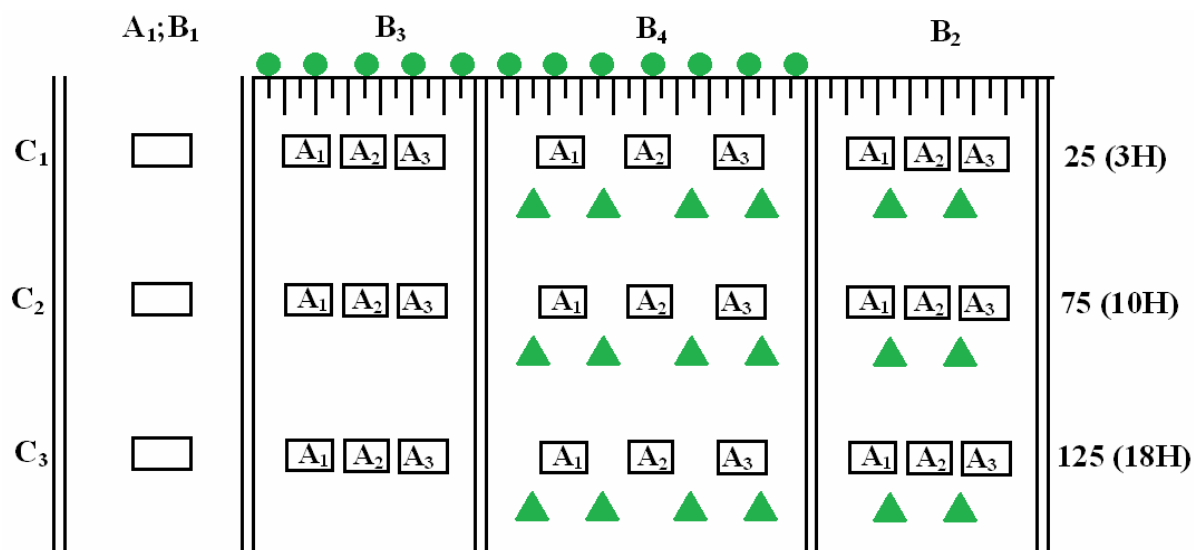 A₁;B₁ B₃ B₄ B₂
C₁ A₁ A₂ A₃ A₁ A₂ A₃ A₁ A₂ A₃ 25 (3H)
C₂ A₁ A₂ A₃ A₁ A₂ A₃ A₁ A₂ A₃ 75 (10H)
C₃ A₁ A₂ A₃ A₁ A₂ A₃ A₁ A₂ A₃ 125 (18H)